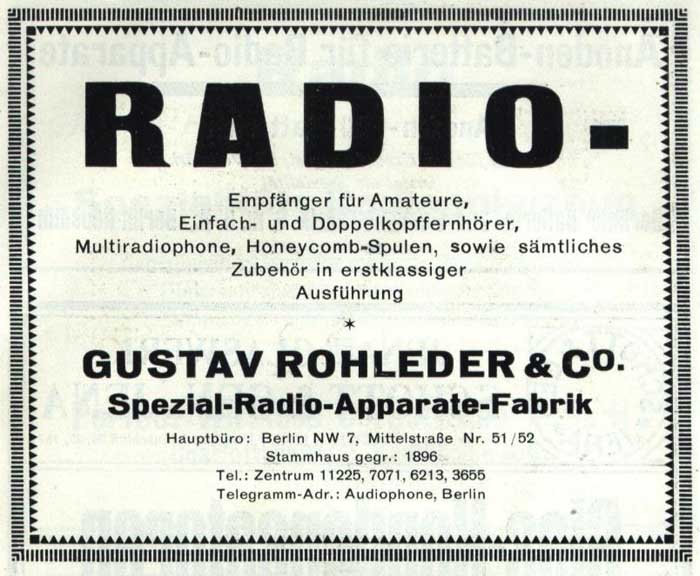 RADIO-
Empfänger für Amateure,
Einfach- und Doppelkopffernhörer,
Multiradiophone, Honeycomb-Spulen, sowie sämtliches
Zubehör in erstklassiger
Ausführung
*
GUSTAV ROHLEDER & Co.
Spezial-Radio-Apparate-Fabrik
Hauptbüro: Berlin NW 7, Mittelstraße Nr. 51/52
Stammhaus gegr.: 1896
Tel.: Zentrum 11225, 7071, 6213, 3655
Telegramm-Adr.: Audiophone, Berlin